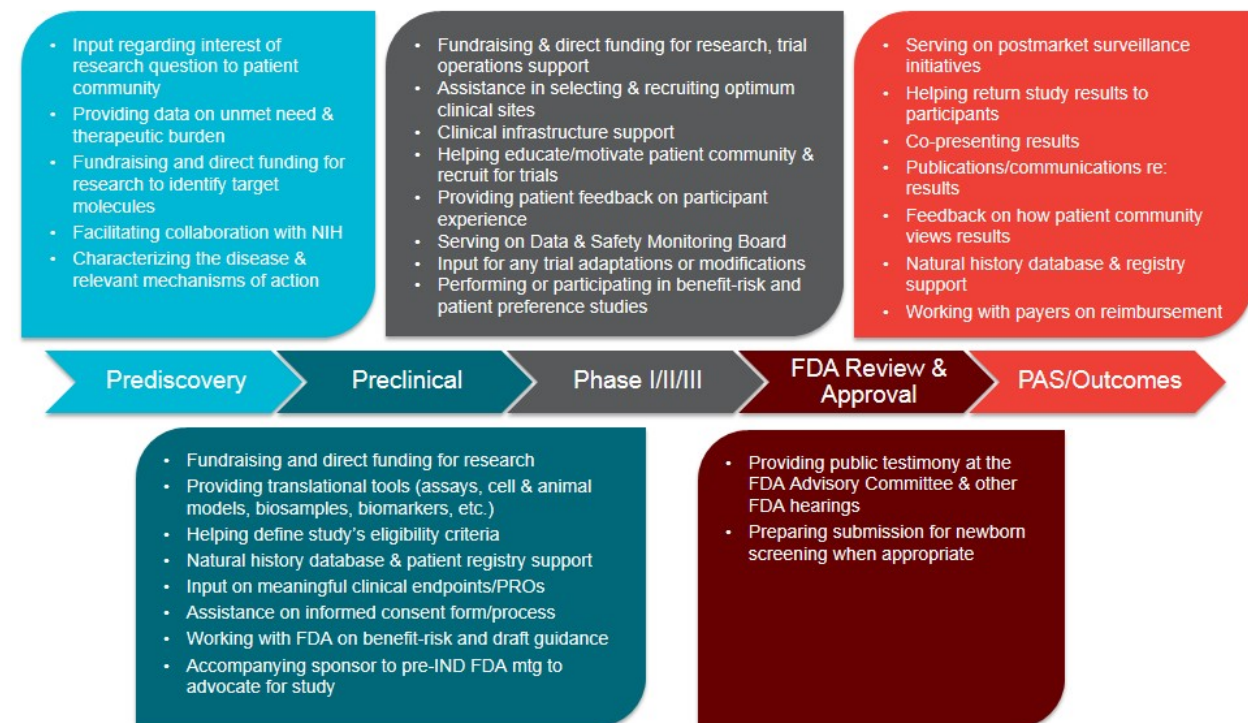 • Input regarding interest of
research question to patient
community
• Providing data on unmet need &
therapeutic burden
• Fundraising and direct funding for
research to identify target
molecules
• Facilitating collaboration with NIH
• Characterizing the disease &
relevant mechanisms of action
• Fundraising & direct funding for research, trial
operations support
• Assistance in selecting & recruiting optimum
clinical sites
• Clinical infrastructure support
• Helping educate/motivate patient community &
recruit for trials
• Providing patient feedback on participant
experience
• Serving on Data & Safety Monitoring Board
• Input for any trial adaptations or modifications
• Performing or participating in benefit-risk and
patient preference studies
• Serving on postmarket surveillance
initiatives
• Helping return study results to
participants
• Co-presenting results
• Publications/communications re:
results
• Feedback on how patient community
views results
• Natural history database & registry
support
• Working with payers on reimbursement
Prediscovery
Preclinical
Phase I/II/III
FDA Review &
Approval
PAS/Outcomes
• Fundraising and direct funding for research
• Providing translational tools (assays, cell & animal
models, biosamples, biomarkers, etc.)
• Helping define study's eligibility criteria
• Natural history database & patient registry support
• Input on meaningful clinical endpoints/PROs
• Assistance on informed consent form/process
• Working with FDA on benefit-risk and draft guidance
• Accompanying sponsor to pre-IND FDA mtg to
advocate for study
• Providing public testimony at the
FDA Advisory Committee & other
FDA hearings
• Preparing submission for newborn
screening when appropriate